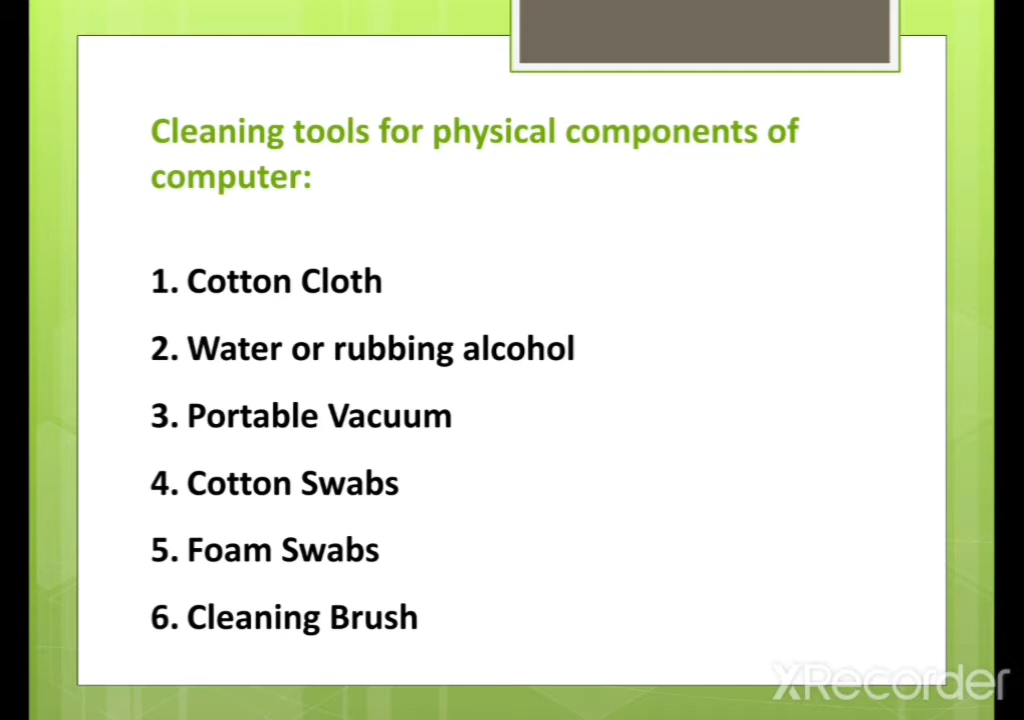 Cleaning tools for physical components of
computer:
1. Cotton Cloth
2. Water or rubbing alcohol
3. Portable Vacuum
4. Cotton Swabs
5. Foam Swabs
6. Cleaning Brush
XRecorder